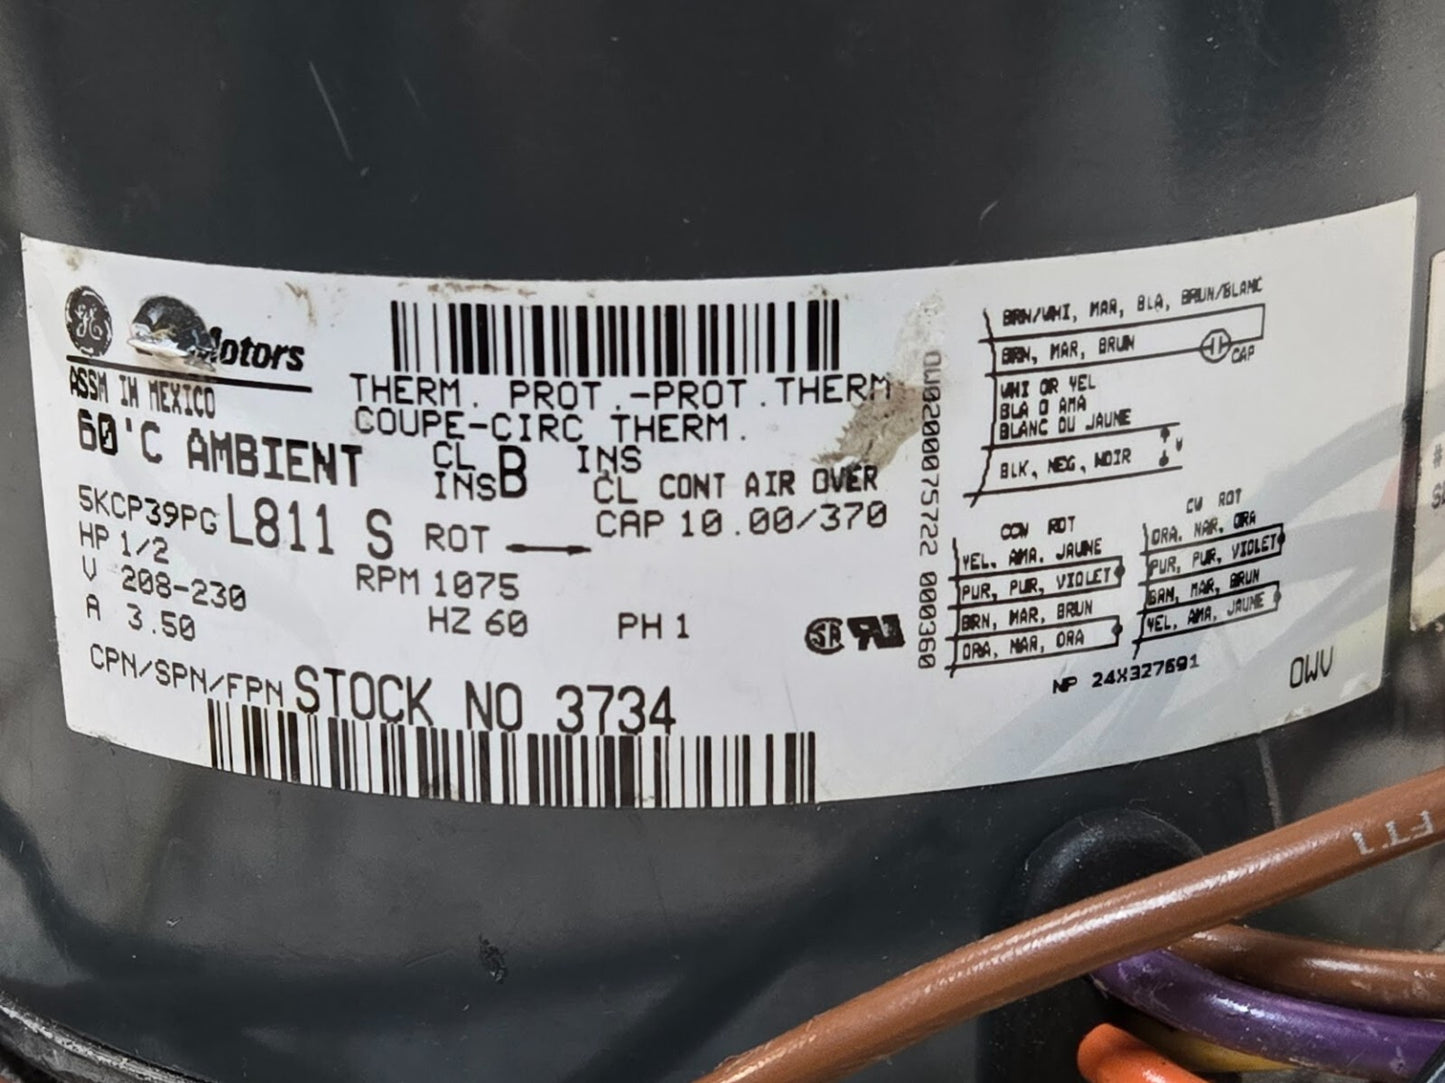 GE
Motors
ASSM IN MEXICO
60'C AMBIENT
THERM. PROT.-PROT.THERM
COUPE-CIRC THERM.
CL INS B INS CL CONT AIR OVER
5KCP39PG L811 S ROT
CAP 10.00/370
HP 1/2
V 208-230
RPM 1075
A 3.50
HZ 60
PH 1
CPN/SPN/FPN STOCK NO 3734
OW0200075722 000360
BRN/WHI, MAR, BLA, BRUN/BLANC
BRN, MAR, BRUN
CAP
WHI OR YEL
BLA O AMA
BLANC OU JAUNE
V
BLK, NEG, NOIR
CCW ROT
YEL, AMA, JAUNE
PUR, PUR, VIOLET
BRN, MAR, BRUN
ORA, NAR, ORA
CW ROT
ORA, NAR, ORA
PUR, PUR, VIOLET
BRN, MAR, BRUN
YEL, AMA, JAUNE
NP 24X327691
OWV